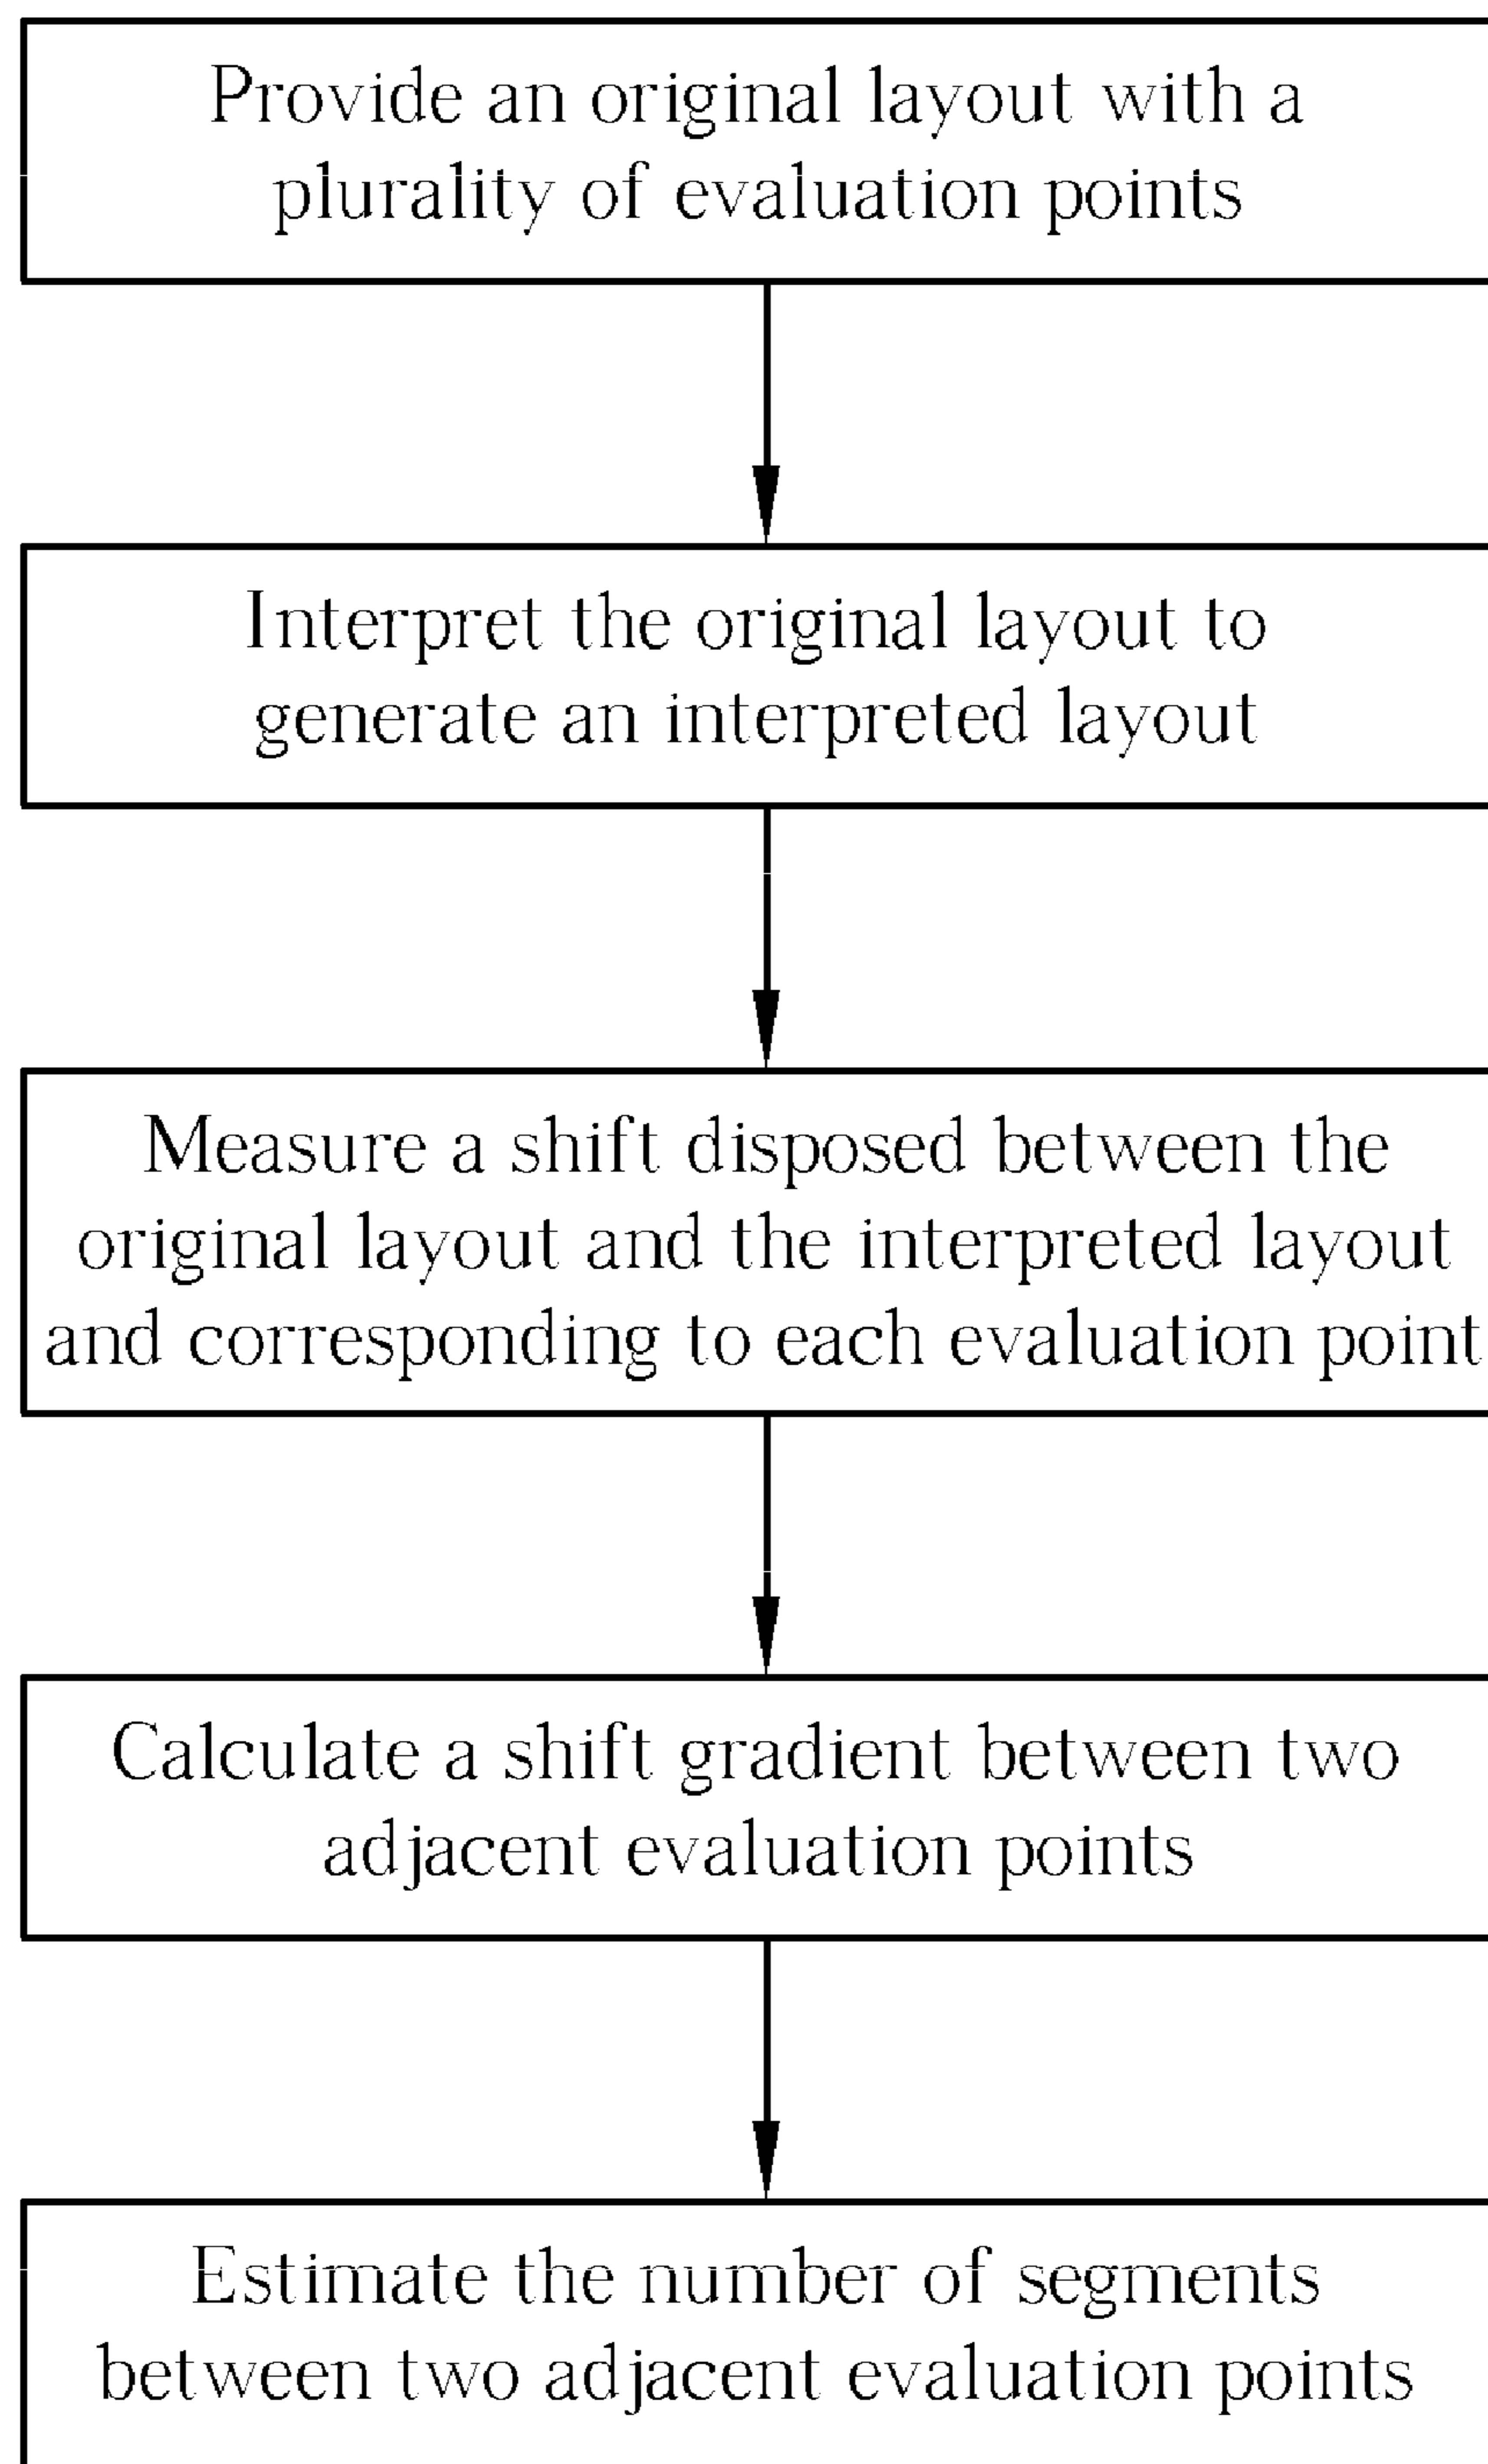 Provide an original layout with a
plurality of evaluation points
Interpret the original layout to
generate an interpreted layout
Measure a shift disposed between the
original layout and the interpreted layout
and corresponding to each evaluation point
Calculate a shift gradient between two
adjacent evaluation points
Estimate the number of segments
between two adjacent evaluation points